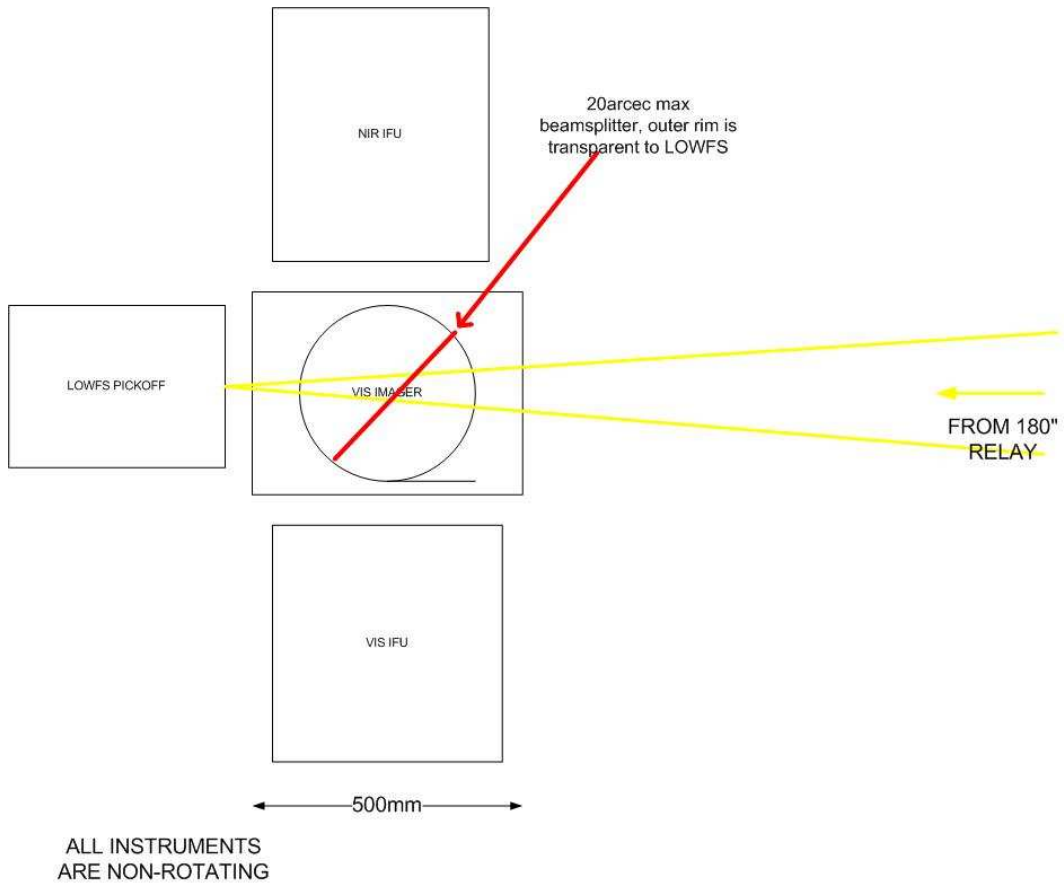 NIR IFU
20arcec max
beamsplitter, outer rim is
transparent to LOWFS
LOWFS PICKOFF
VIS IMAGER
FROM 180"
RELAY
VIS IFU
500mm
ALL INSTRUMENTS
ARE NON-ROTATING